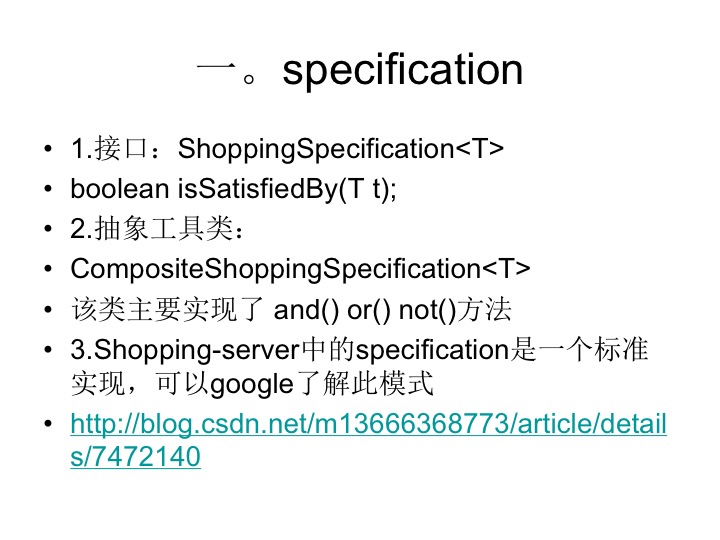 一。specification
• 1.接口：ShoppingSpecification<T>
• boolean isSatisfiedBy(T t);
• 2.抽象工具类：
• CompositeShoppingSpecification<T>
• 该类主要实现了 and() or() not()方法
• 3.Shopping-server中的specification是一个标准
实现，可以google了解此模式
• http://blog.csdn.net/m13666368773/article/detail
s/7472140